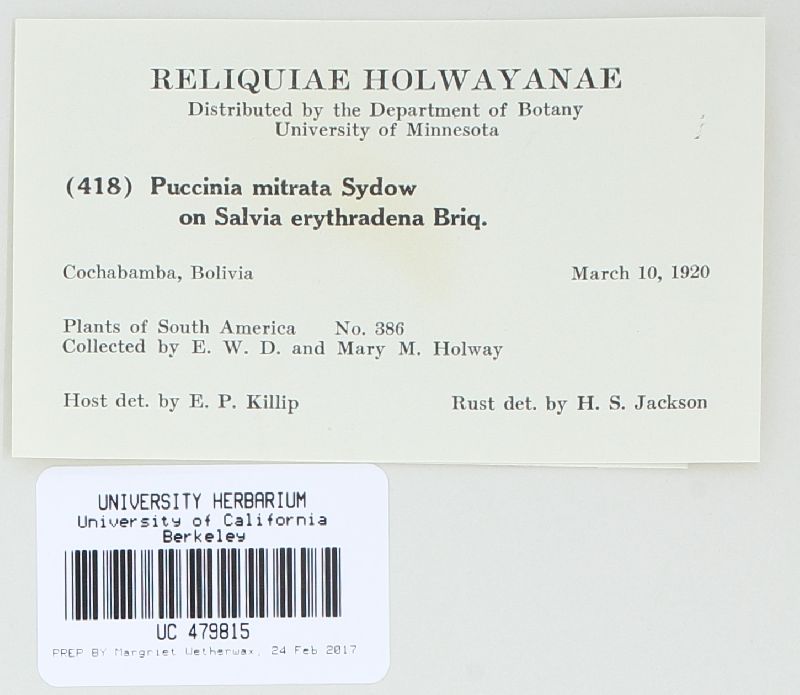 RELIQUIAE HOLWAYANAE
Distributed by the Department of Botany
University of Minnesota
(418) Puccinia mitrata Sydow
on Salvia erythradena Briq.
Cochabamba, Bolivia March 10, 1920
Plants of South America No. 386
Collected by E. W. D. and Mary M. Holway
Host det. by E. P. Killip Rust det. by H. S. Jackson
UNIVERSITY HERBARIUM
University of California
Berkeley
UC 479815
PREP BY Margriet Wetherwax, 24 Feb 2017